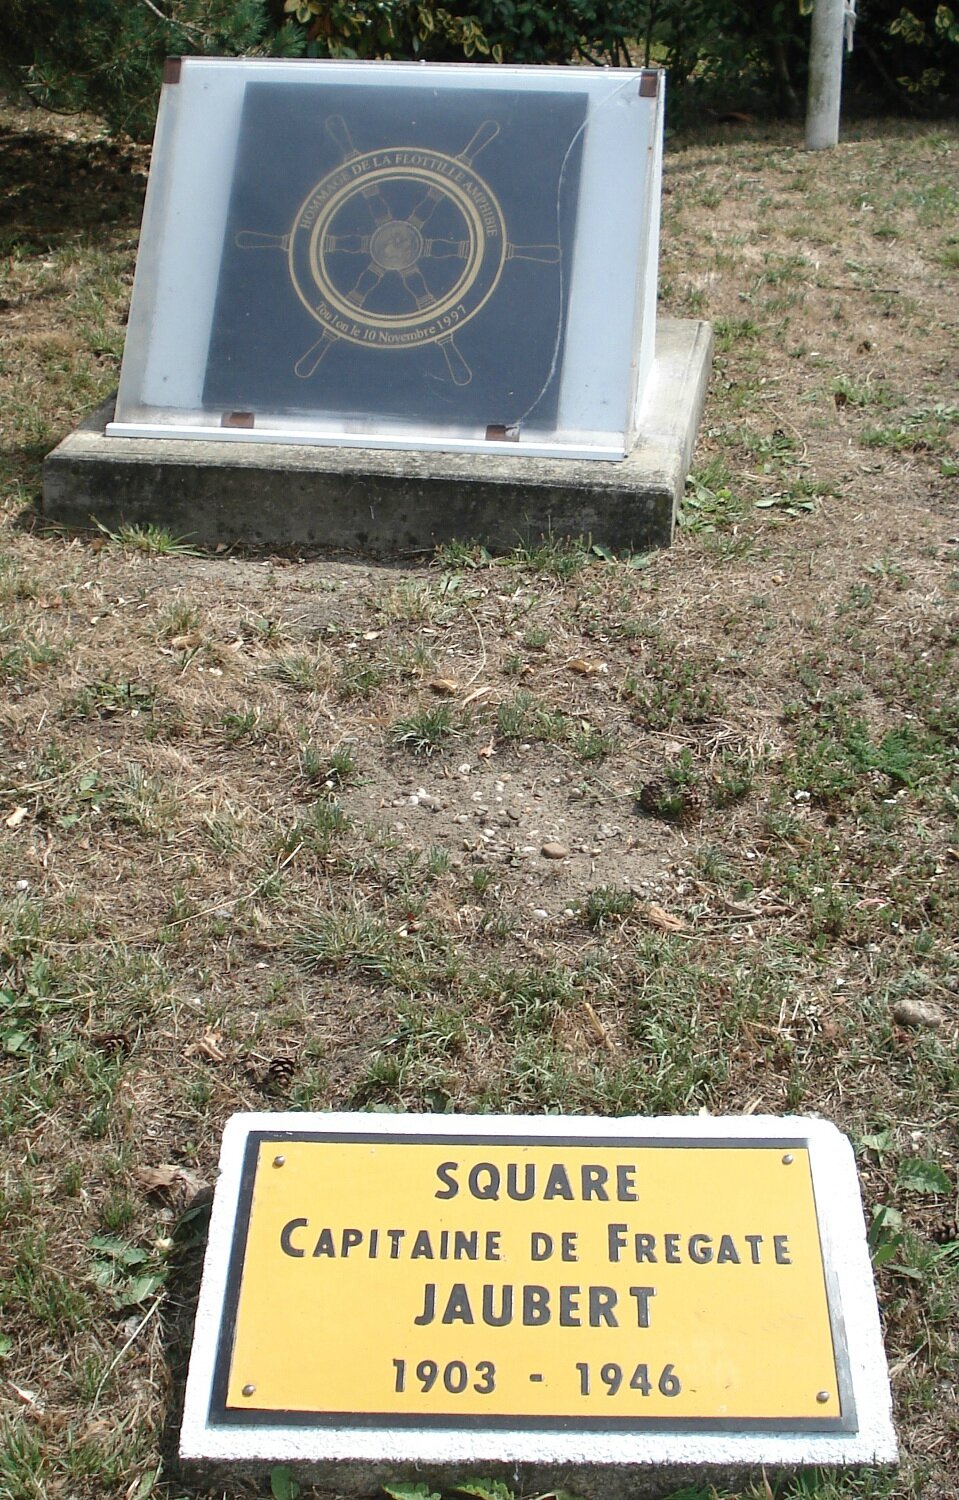 HOMMAGE DE LA FLOTTILLE AMPHIBIE
Toulon le 10 Novembre 1997
SQUARE
CAPITAINE DE FREGATE
JAUBERT
1903 - 1946